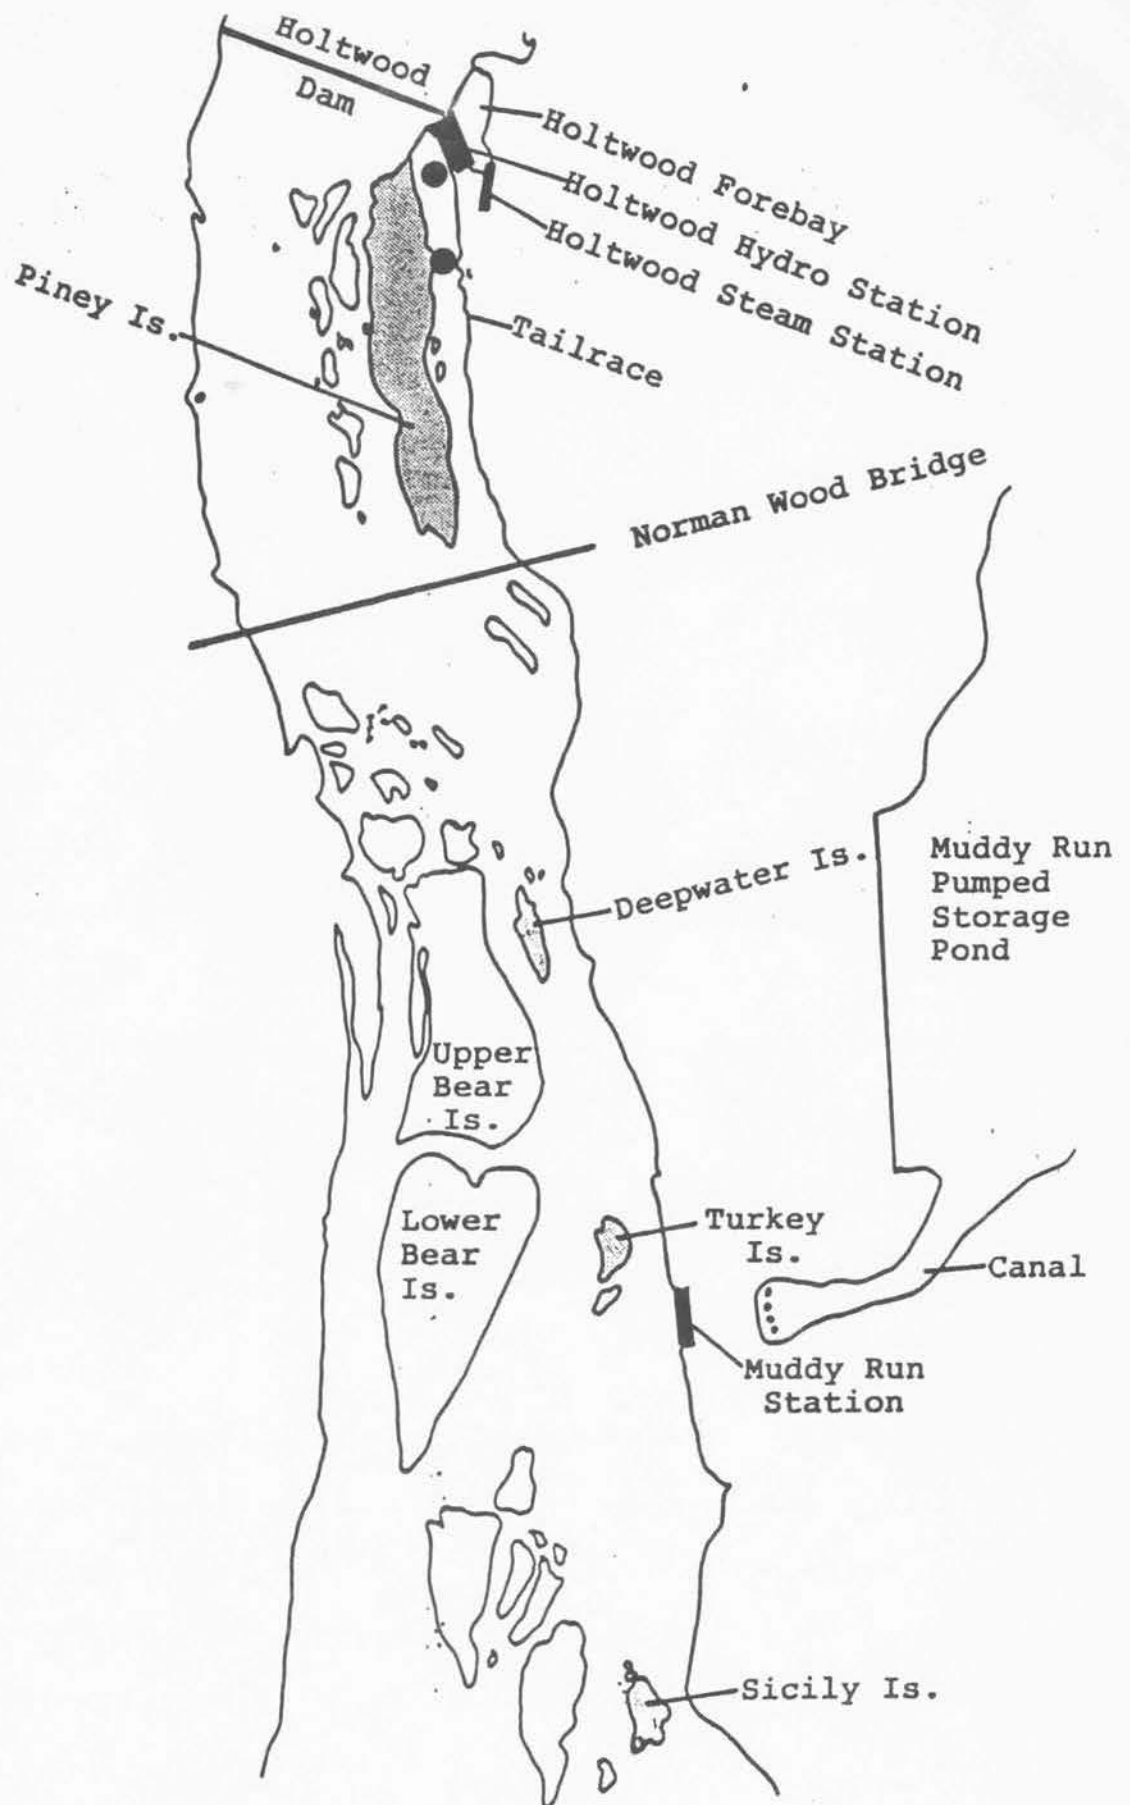 Holtwood
Dam
Holtwood Forebay
Holtwood Hydro Station
Holtwood Steam Station
Piney Is.
Tailrace
Norman Wood Bridge
Deepwater Is.
Muddy Run
Pumped
Storage
Pond
Upper
Bear
Is.
Lower
Bear
Is.
Turkey
Is.
Canal
Muddy Run
Station
Sicily Is.